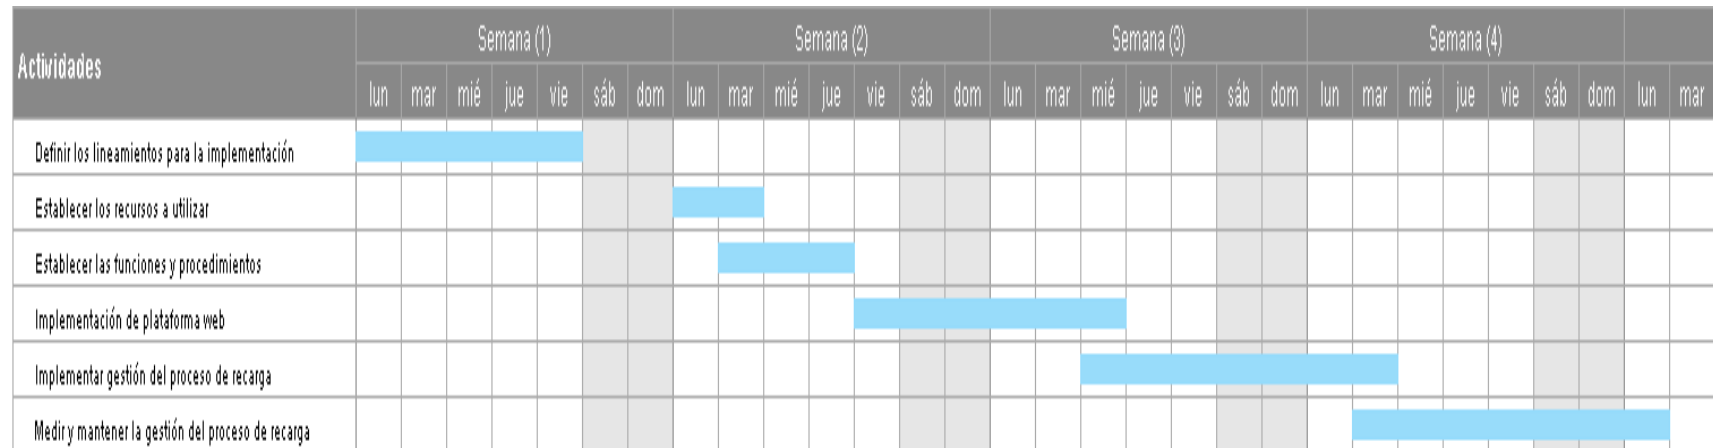 Actividades
Semana (1) Semana (2) Semana (3) Semana (4)
lun mar mié jue vie sáb dom lun mar mié jue vie sáb dom lun mar mié jue vie sáb dom lun mar mié jue vie sáb dom lun mar
Definir los lineamientos para la implementación
Establecer los recursos a utilizar
Establecer las funciones y procedimientos
Implementación de plataforma web
Implementar gestión del proceso de recarga
Medir y mantener la gestión del proceso de recarga